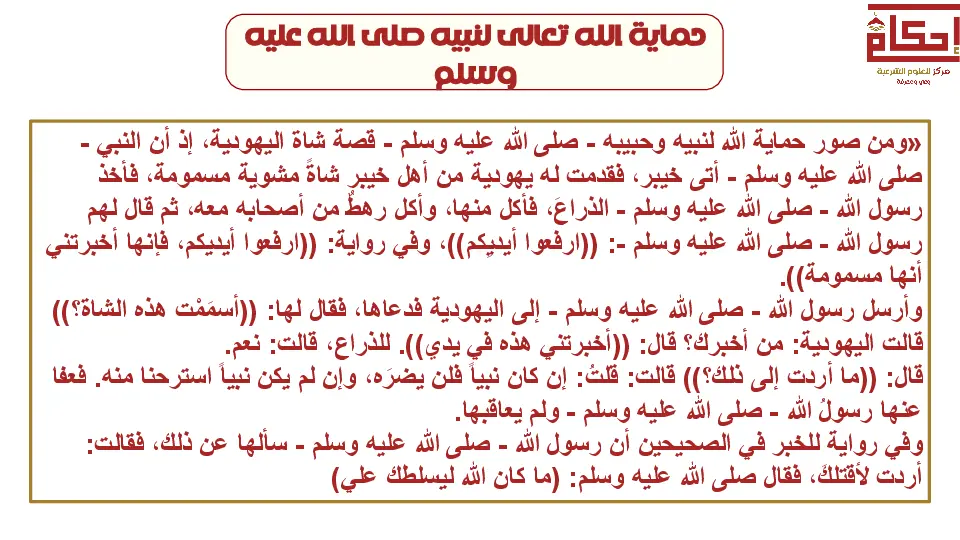 حماية الله تعالى لنبيه صلى الله عليه
وسلم
إحكام
مركز للعلوم الشرعية
وعي ومعرفة
«ومن صور حماية الله لنبيه وحبيبه - صلى الله عليه وسلم - قصة شاة اليهودية، إذ أن النبي -
صلى الله عليه وسلم - أتى خيبر، فقدمت له يهودية من أهل خيبر شاةً مشوية مسمومة، فأخذ
رسول الله - صلى الله عليه وسلم - الذراعَ، فأكل منها، وأكل رهطٌ من أصحابه معه، ثم قال لهم
رسول الله - صلى الله عليه وسلم -: ((ارفعوا أيديِكم))، وفي رواية: ((ارفعوا أيديكم، فإنها أخبرتني
أنها مسمومة)).
وأرسل رسول الله - صلى الله عليه وسلم - إلى اليهودية فدعاها، فقال لها: ((أسمَمْت هذه الشاة؟))
قالت اليهودية: من أخبرك؟ قال: ((أخبرتني هذه في يدي)). للذراع، قالت: نعم.
قال: ((ما أردت إلى ذلك؟)) قالت: قلتُ: إن كان نبياً فلن يضرَه، وإن لم يكن نبياً استرحنا منه. فعفا
عنها رسولُ الله - صلى الله عليه وسلم - ولم يعاقبها.
وفي رواية للخبر في الصحيحين أن رسول الله - صلى الله عليه وسلم - سألها عن ذلك، فقالت:
أردت لأقتلكَ، فقال صلى الله عليه وسلم: (ما كان الله ليسلطك علي)